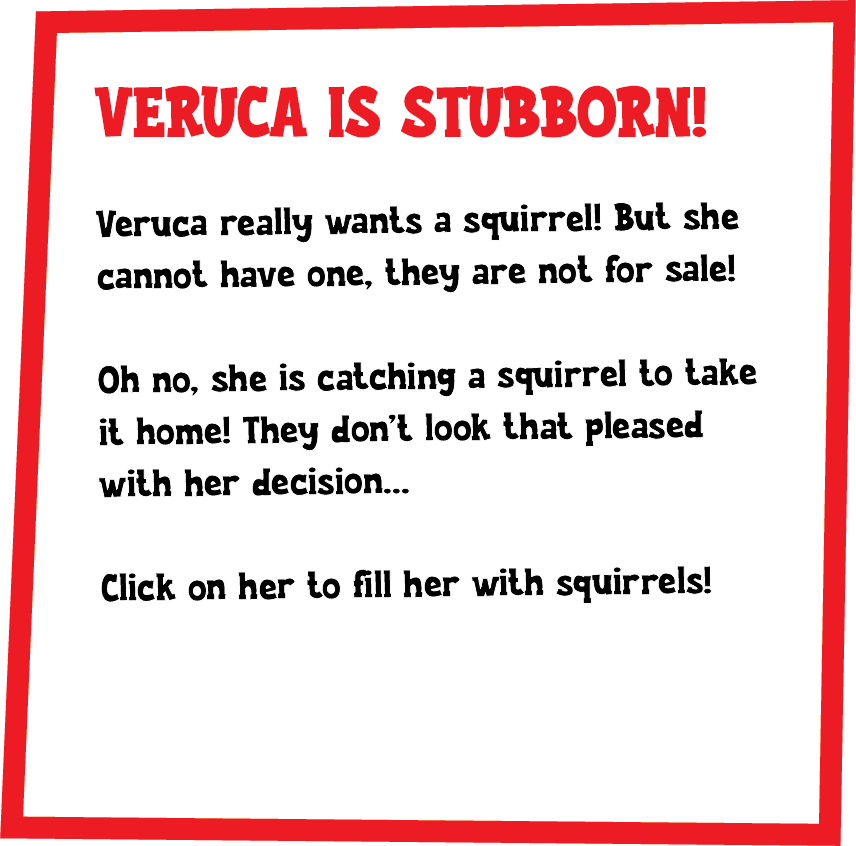 VERUCA IS STUBBORN!
Veruca really wants a squirrel! But she
cannot have one, they are not for sale!
Oh no, she is catching a squirrel to take
it home! They don't look that pleased
with her decision...
Click on her to fill her with squirrels!